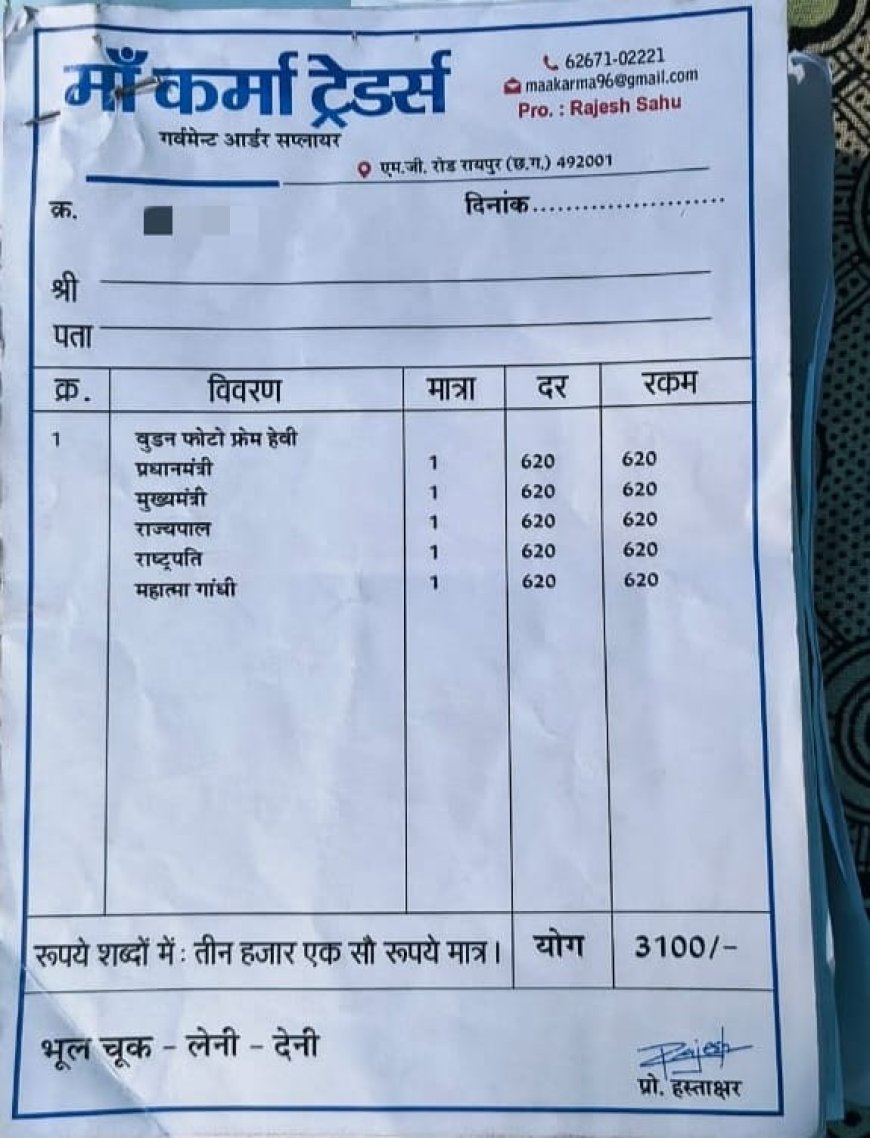 माँ कर्मा ट्रेडर्स
62671-02221
maakarma96@gmail.com
Pro. : Rajesh Sahu
गर्वमेन्ट आर्डर सप्लायर
एम.जी. रोड रायपुर (छ.ग.) 492001
क्र. दिनांक.........................
श्री
पता
क्र. विवरण मात्रा दर रकम
1 वुडन फोटो फ्रेम हेवी
प्रधानमंत्री 1 620 620
मुख्यमंत्री 1 620 620
राज्यपाल 1 620 620
राष्ट्रपति 1 620 620
महात्मा गांधी 1 620 620
रूपये शब्दों में : तीन हजार एक सौ रूपये मात्र। योग 3100/-
भूल चूक - लेनी - देनी
Rajesh
प्रो. हस्ताक्षर